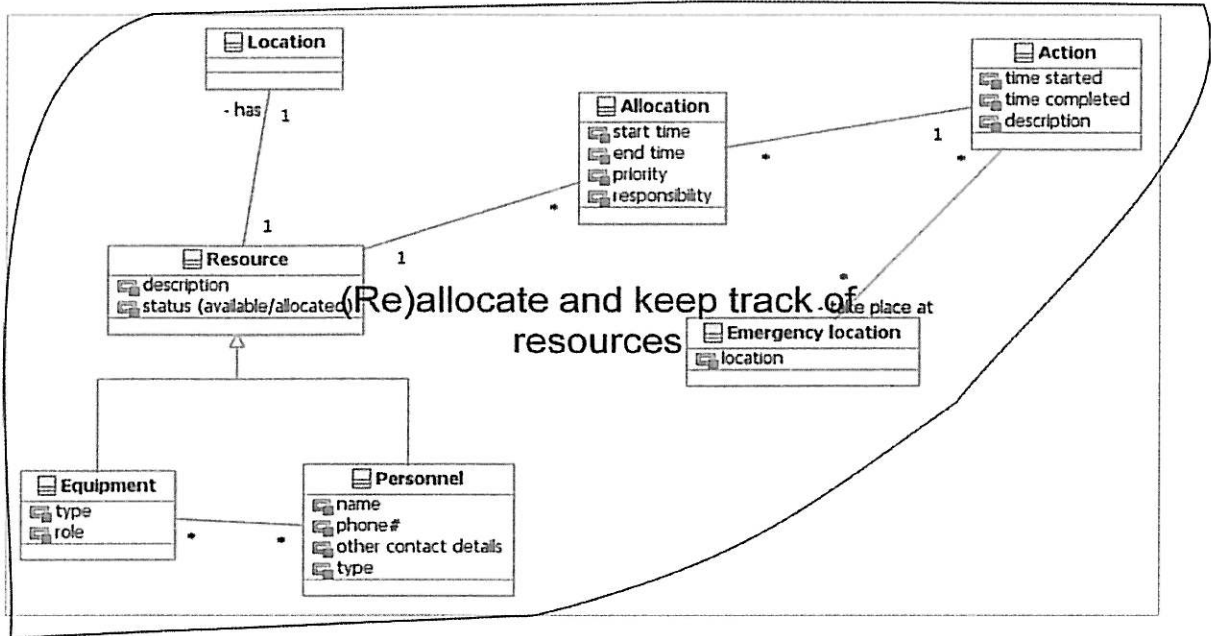 Location
- has
1
1
Resource
description
status (available/allocated)
1
*
Allocation
start time
end time
priority
responsibility
*
1
Action
time started
time completed
description
*
*
- take place at
Emergency location
location
(Re)allocate and keep track of
resources
Equipment
type
role
*
*
Personnel
name
phone#
other contact details
type